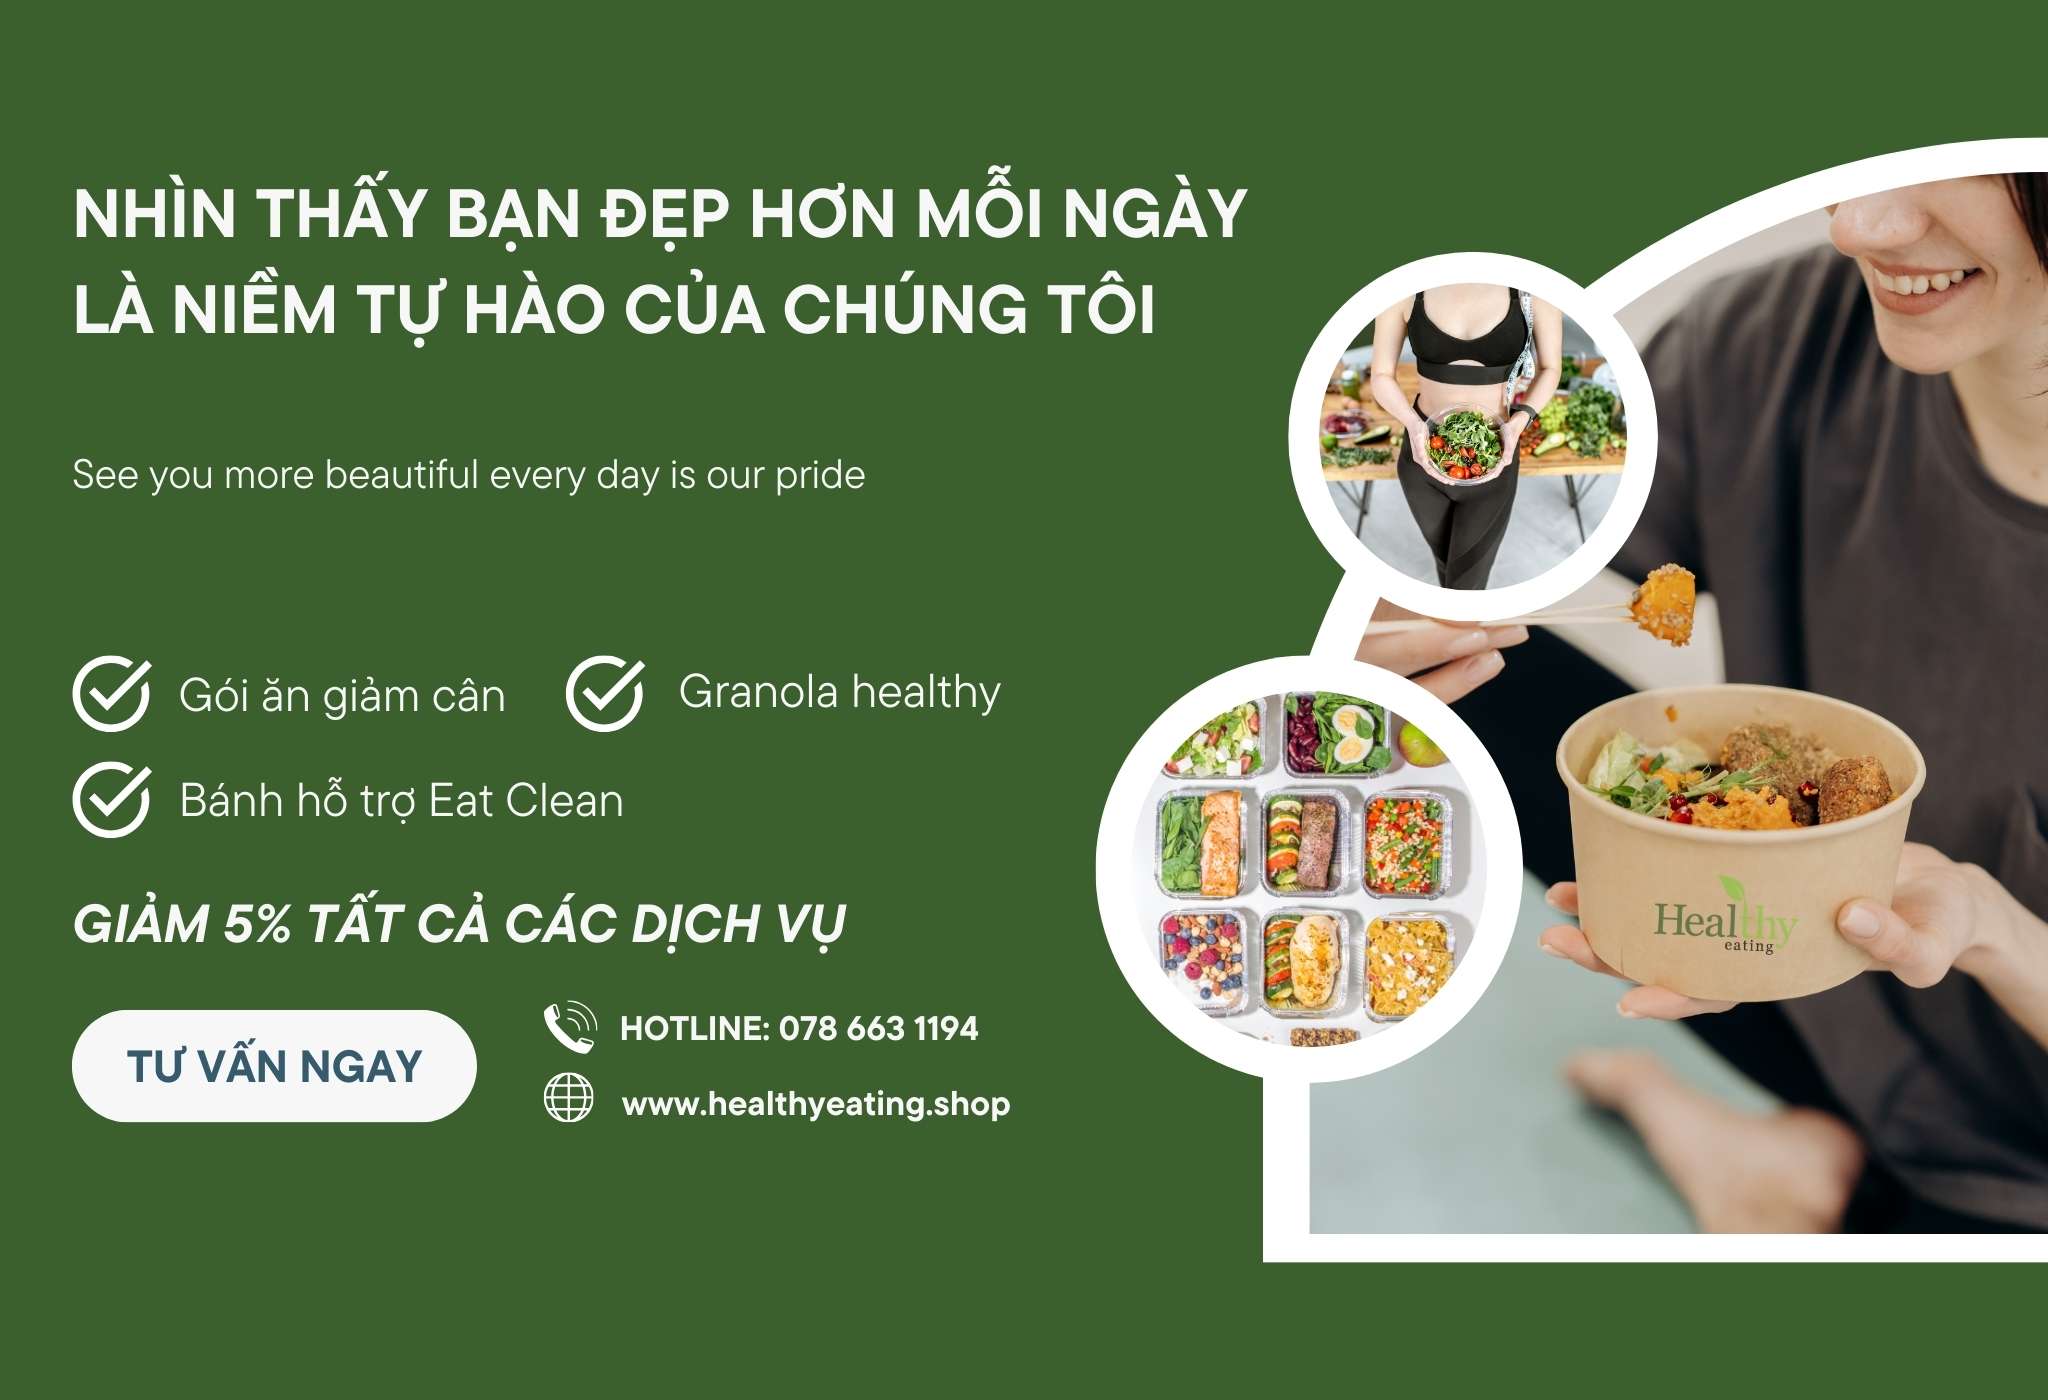 NHÌN THẤY BẠN ĐẸP HƠN MỖI NGÀY
LÀ NIỀM TỰ HÀO CỦA CHÚNG TÔI
See you more beautiful every day is our pride
Gói ăn giảm cân
Granola healthy
Bánh hỗ trợ Eat Clean
GIẢM 5% TẤT CẢ CÁC DỊCH VỤ
TƯ VẤN NGAY
HOTLINE: 078 663 1194
www.healthyeating.shop
Healthy
eating